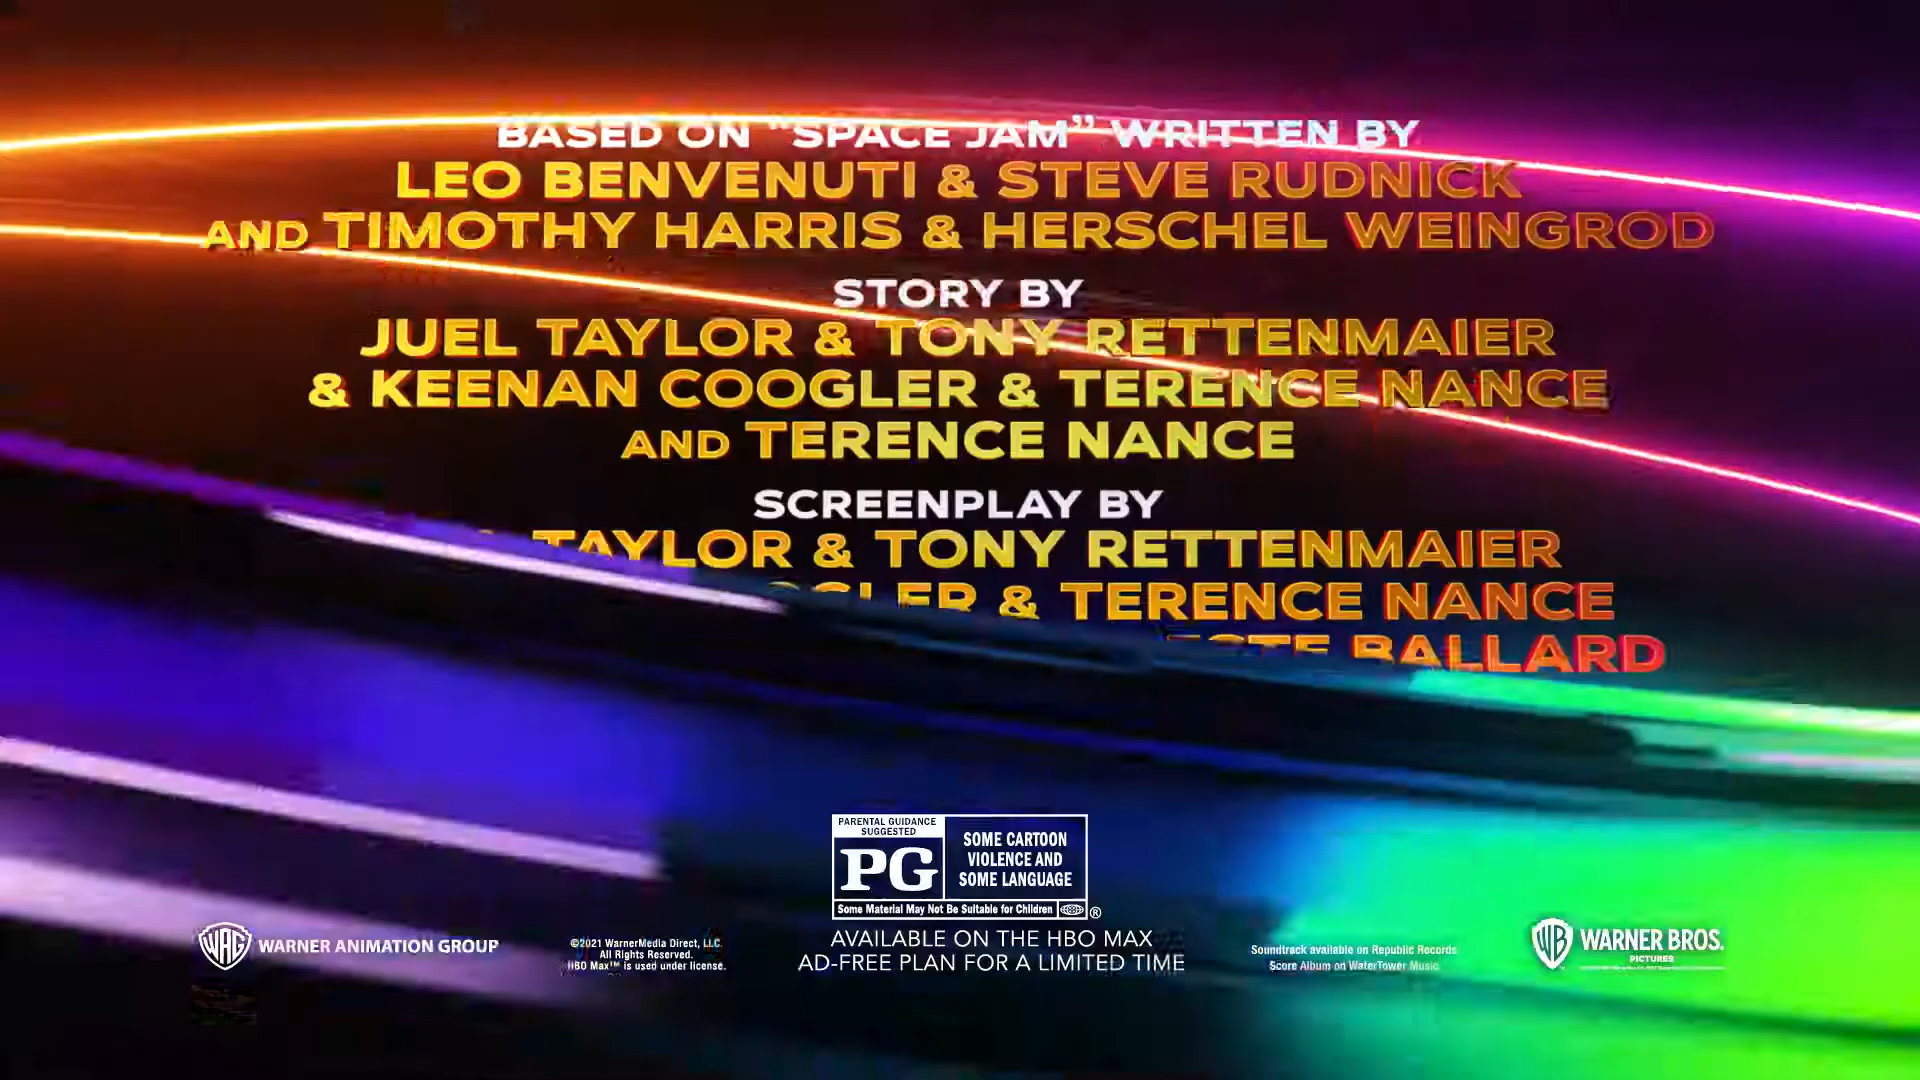 BASED ON “SPACE JAM” WRITTEN BY
LEO BENVENUTI & STEVE RUDNICK
AND TIMOTHY HARRIS & HERSCHEL WEINGROD
STORY BY
JUEL TAYLOR & TONY RETTENMAIER
& KEENAN COOGLER & TERENCE NANCE
AND TERENCE NANCE
SCREENPLAY BY
TAYLOR & TONY RETTENMAIER
& TERENCE NANCE
BALLARD
PARENTAL GUIDANCE
SUGGESTED
PG
SOME CARTOON
VIOLENCE AND
SOME LANGUAGE
Some Material May Not Be Suitable for Children
®
WAG WARNER ANIMATION GROUP
©2021 WarnerMedia Direct, LLC.
All Rights Reserved.
HBO Max™ is used under license.
AVAILABLE ON THE HBO MAX
AD-FREE PLAN FOR A LIMITED TIME
Soundtrack available on Republic Records
Score Album on WaterTower Music
WB WARNER BROS.
PICTURES